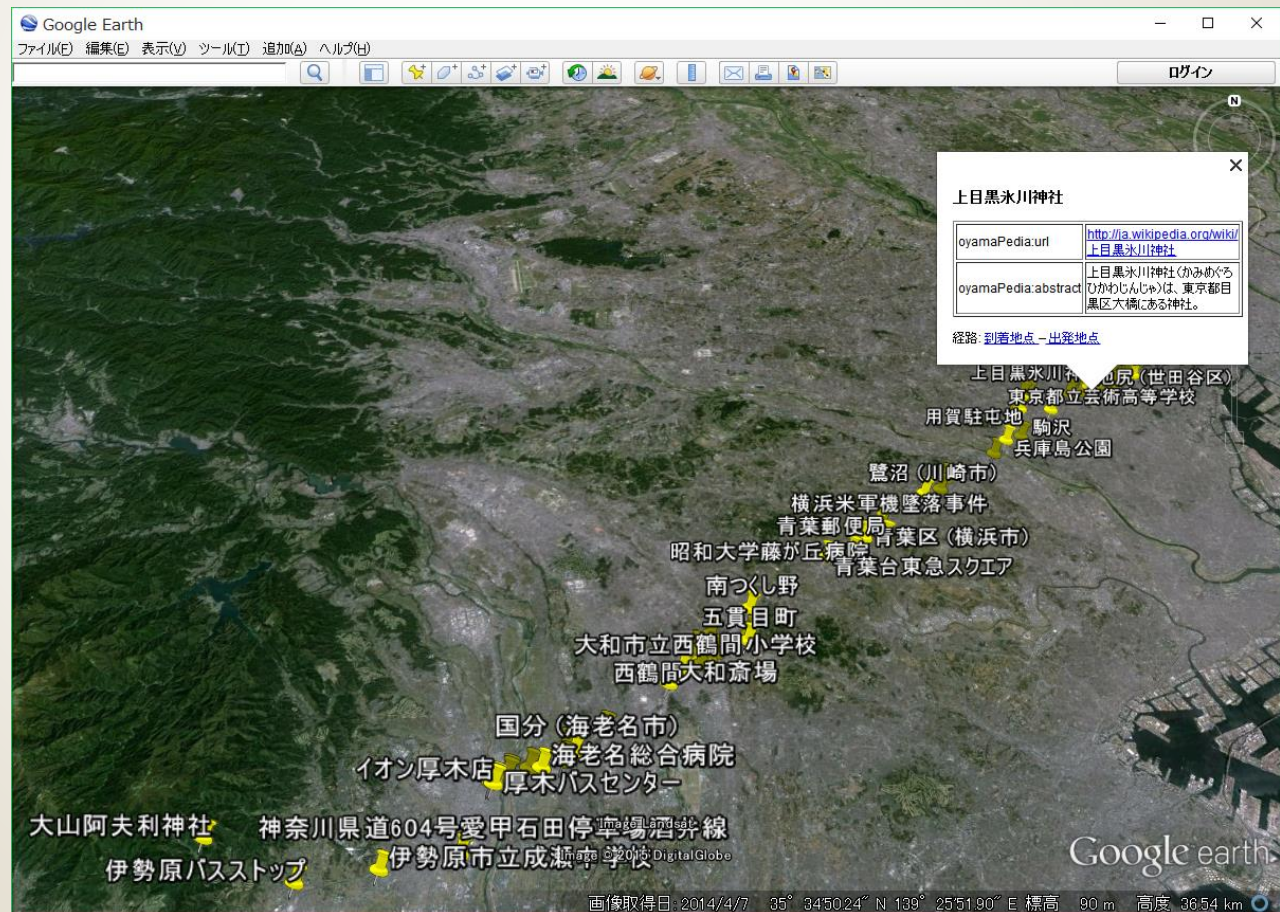 Google Earth
ファイル(F) 編集(E) 表示(V) ツール(T) 追加(A) ヘルプ(H)
ログイン
N
上目黒氷川神社
oyamaPedia:url
http://ja.wikipedia.org/wiki/
上目黒氷川神社
oyamaPedia:abstract
上目黒氷川神社(かみめぐろ
ひかわじんじゃ)は、東京都目
黒区大橋にある神社。
経路: 到着地点 – 出発地点
上目黒氷川神
池尻 (世田谷区)
東京都立芸術高等学校
用賀駐屯地
駒沢
兵庫島公園
鷺沼 (川崎市)
横浜米軍機墜落事件
青葉郵便局
青葉区 (横浜市)
昭和大学藤が丘病院
青葉台東急スクエア
南つくし野
五貫目町
大和市立西鶴間小学校
西鶴間
大和斎場
国分 (海老名市)
海老名総合病院
イオン厚木店
厚木バスセンター
大山阿夫利神社
神奈川県道604号愛甲石田停車場酒井線
Image Landsat
伊勢原市立成瀬中学校
Image © 2015 DigitalGlobe
伊勢原バスストップ
Google earth
画像取得日: 2014/4/7 35° 34'50.24" N 139° 25'51.90" E 標高 90 m 高度 36.54 km